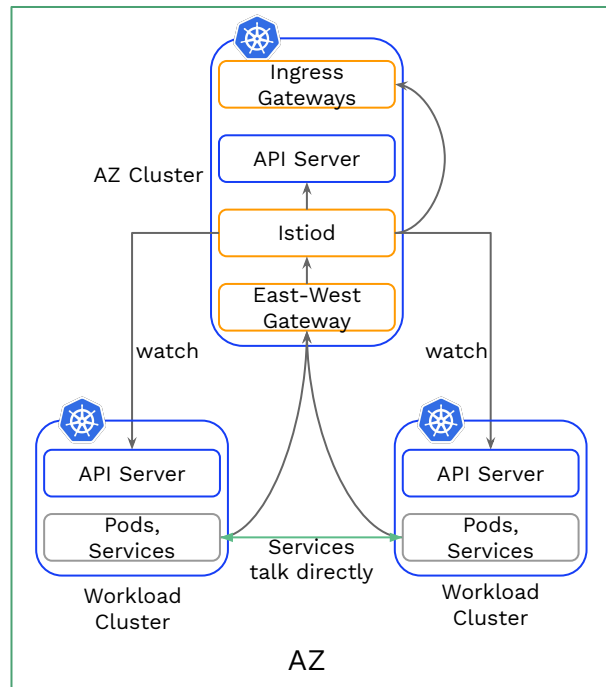 Ingress
Gateways
API Server
AZ Cluster
Istiod
East-West
Gateway
watch
watch
API Server
API Server
Pods,
Services
Pods,
Services
Services
talk directly
Workload
Cluster
Workload
Cluster
AZ